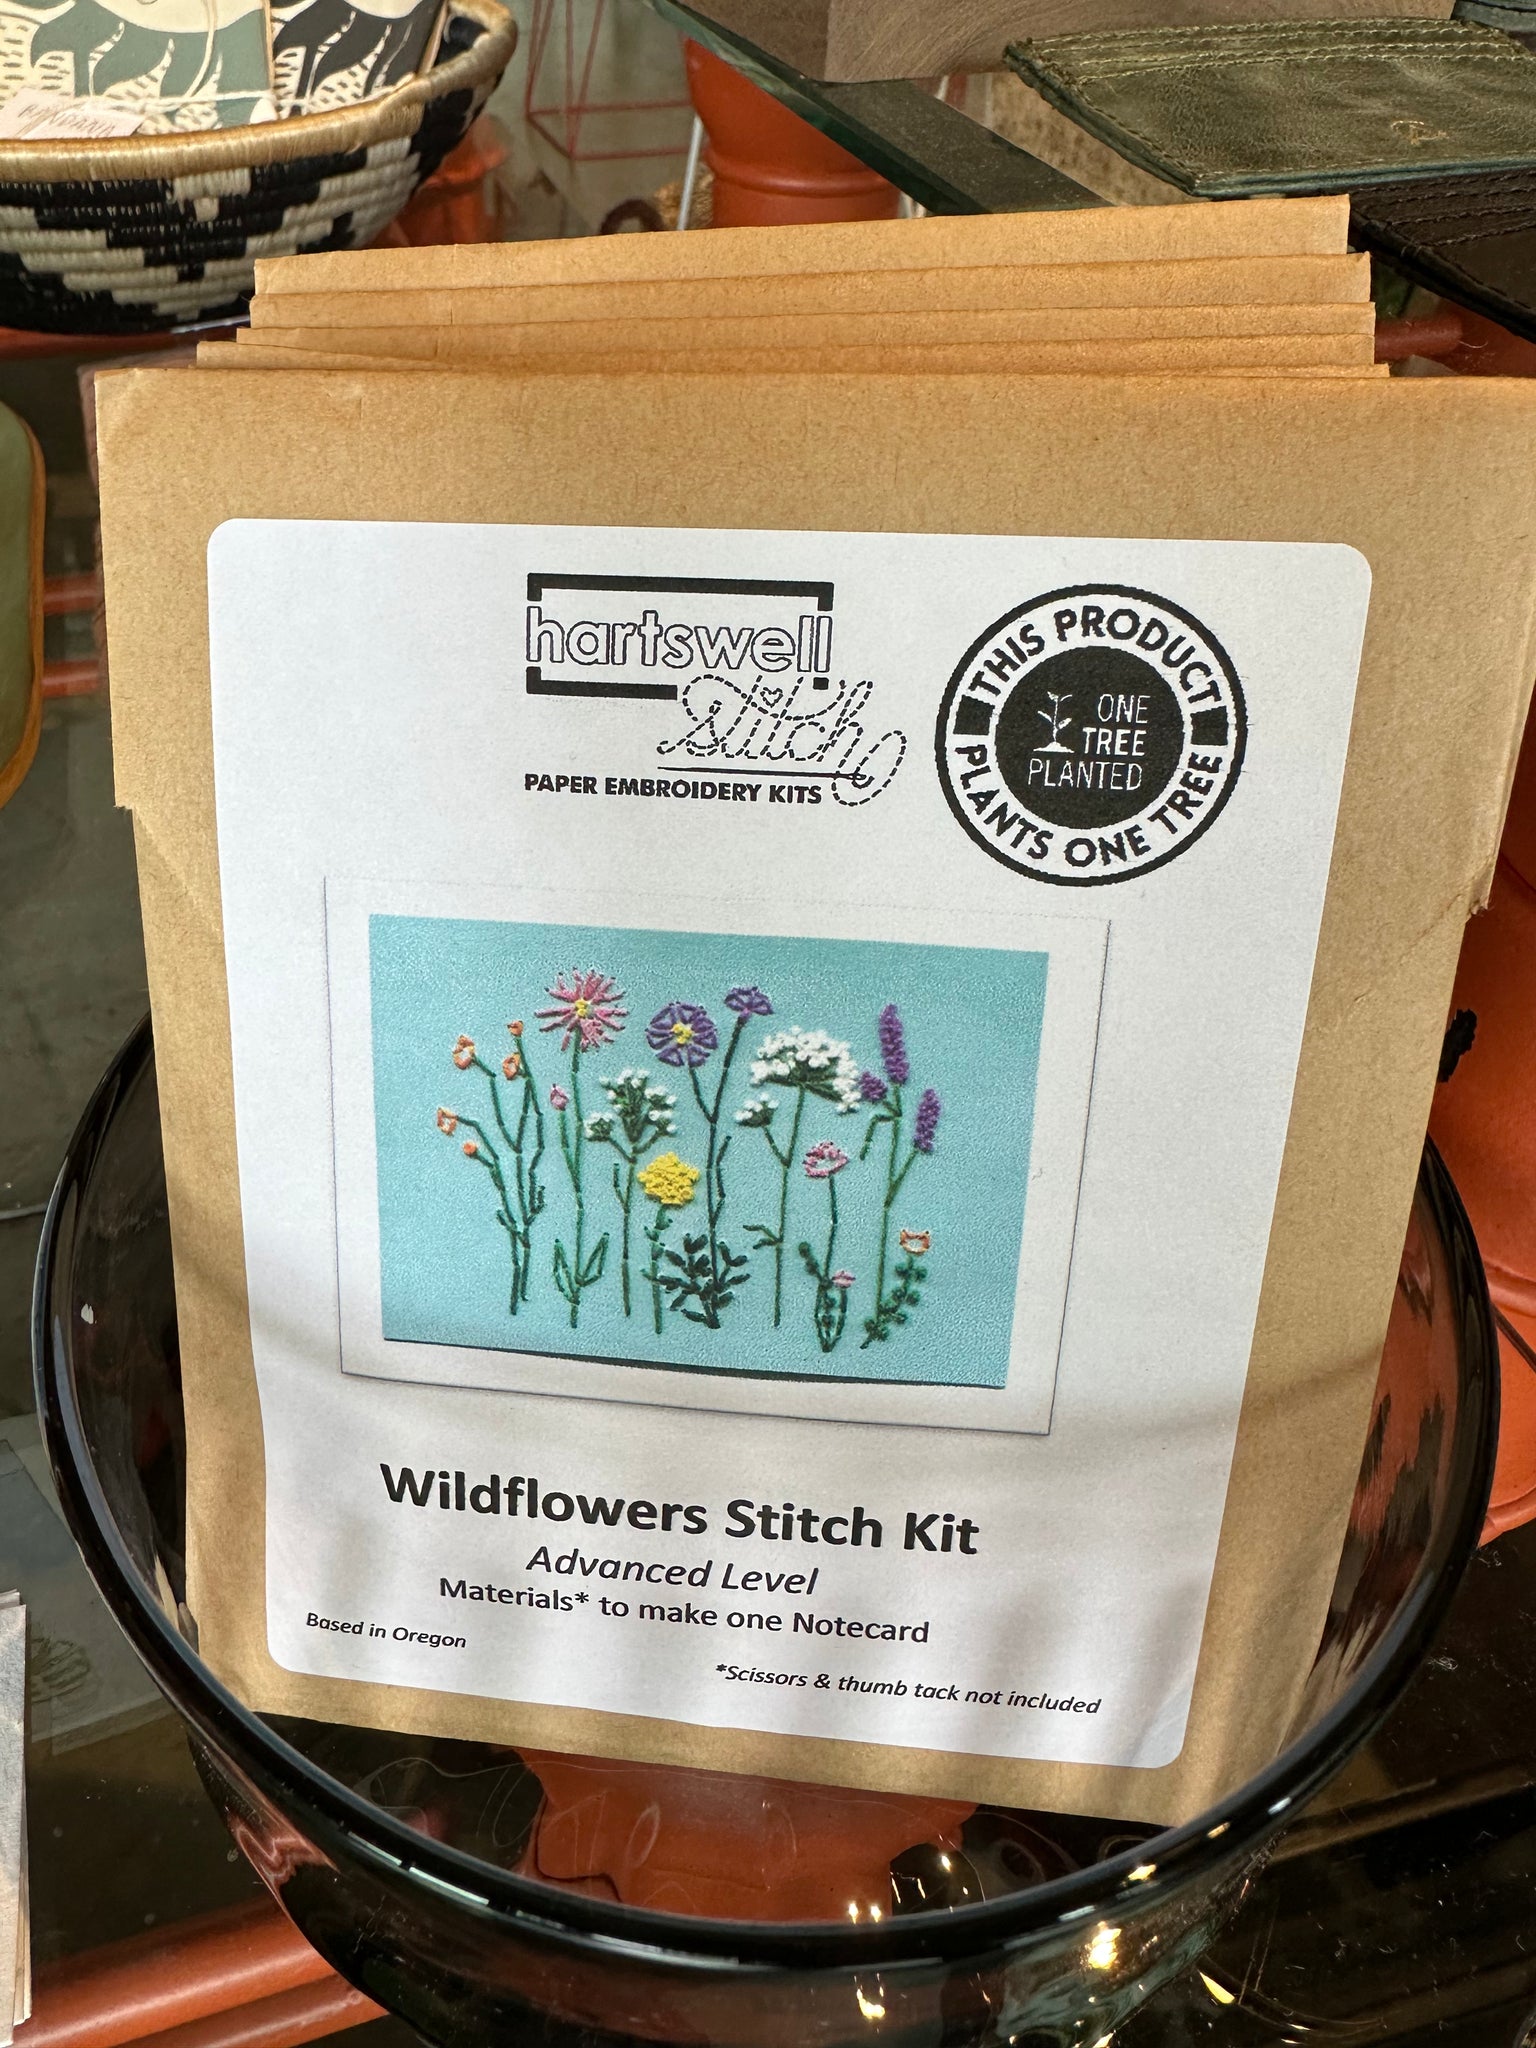 BANDANA
hartswell
stitch
PAPER EMBROIDERY KITS
THIS PRODUCT
PLANTS ONE TREE
ONE
TREE
PLANTED
Wildflowers Stitch Kit
Advanced Level
Materials* to make one Notecard
Based in Oregon
*Scissors & thumb tack not included